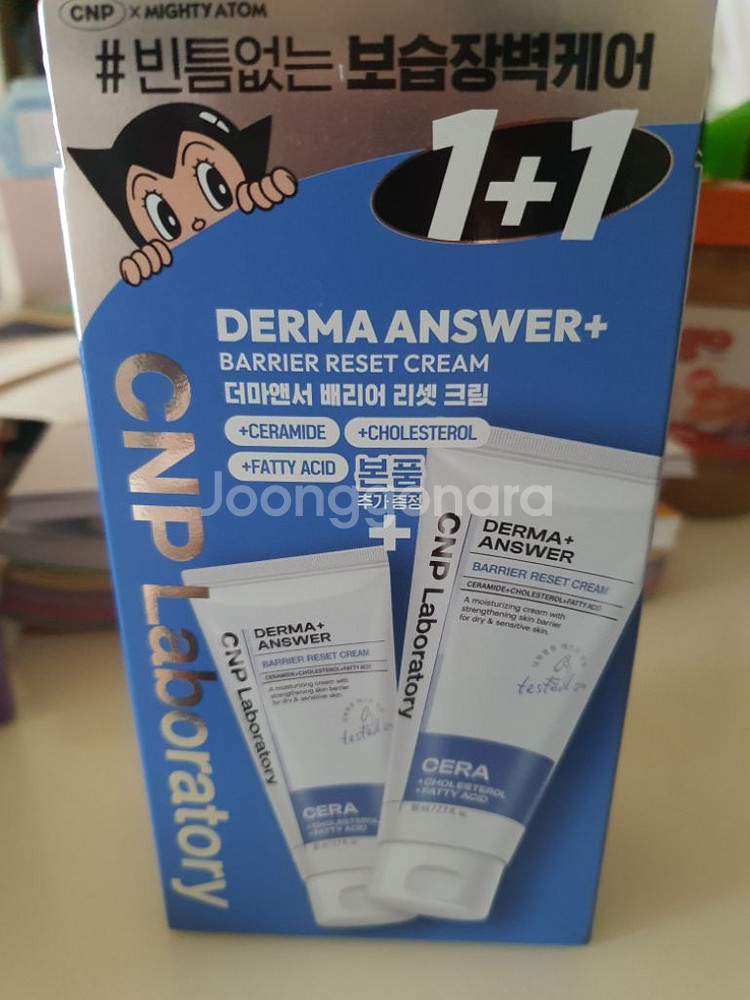 CNP x MIGHTY ATOM
#빈틈없는 보습장벽케어
1+1
DERMA ANSWER+
BARRIER RESET CREAM
더마앤서 배리어 리셋 크림
+CERAMIDE +CHOLESTEROL
+FATTY ACID
본품
추가 증정
+
CNP Laboratory
Joonggonara
DERMA+
ANSWER
BARRIER RESET CREAM
CERAMIDE+CHOLESTEROL+FATTY ACID
A moisturizing cream with
strengthening skin barrier
for dry & sensitive skin.
tested
CNP Laboratory
CERA
+CHOLESTEROL
+FATTY ACID
DERMA+
ANSWER
BARRIER RESET CREAM
CERAMIDE+CHOLESTEROL+FATTY ACID
A moisturizing cream with
strengthening skin barrier
for dry & sensitive skin.
tested
CNP Laboratory
CERA
+CHOLESTEROL
+FATTY ACID